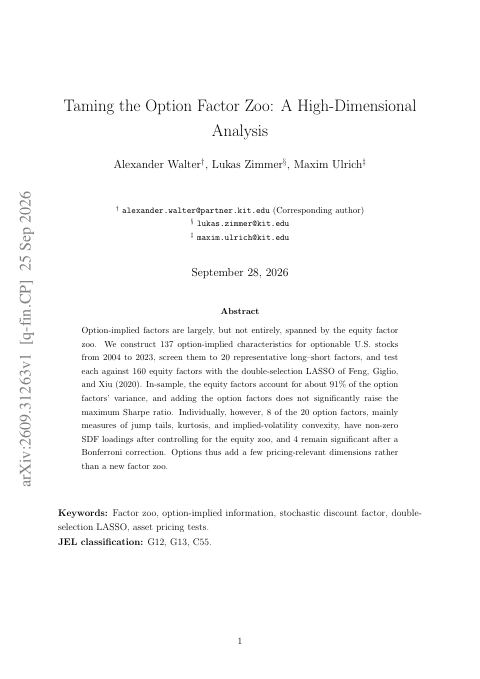 Taming the Option Factor Zoo: A High-Dimensional
Analysis
Alexander Walter†, Lukas Zimmer§, Maxim Ulrich‡
† alexander.walter@partner.kit.edu (Corresponding author)
§ lukas.zimmer@kit.edu
‡ maxim.ulrich@kit.edu
September 28, 2026
Abstract
Option-implied factors are largely, but not entirely, spanned by the equity factor
zoo. We construct 137 option-implied characteristics for optionable U.S. stocks
from 2004 to 2023, screen them to 20 representative long–short factors, and test
each against 160 equity factors with the double-selection LASSO of Feng, Giglio,
and Xiu (2020). In-sample, the equity factors account for about 91% of the option
factors' variance, and adding the option factors does not significantly raise the
maximum Sharpe ratio. Individually, however, 8 of the 20 option factors, mainly
measures of jump tails, kurtosis, and implied-volatility convexity, have non-zero
SDF loadings after controlling for the equity zoo, and 4 remain significant after a
Bonferroni correction. Options thus add a few pricing-relevant dimensions rather
than a new factor zoo.
Keywords: Factor zoo, option-implied information, stochastic discount factor, double-
selection LASSO, asset pricing tests.
JEL classification: G12, G13, C55.
1
arXiv:2609.31263v1 [q-fin.CP] 25 Sep 2026